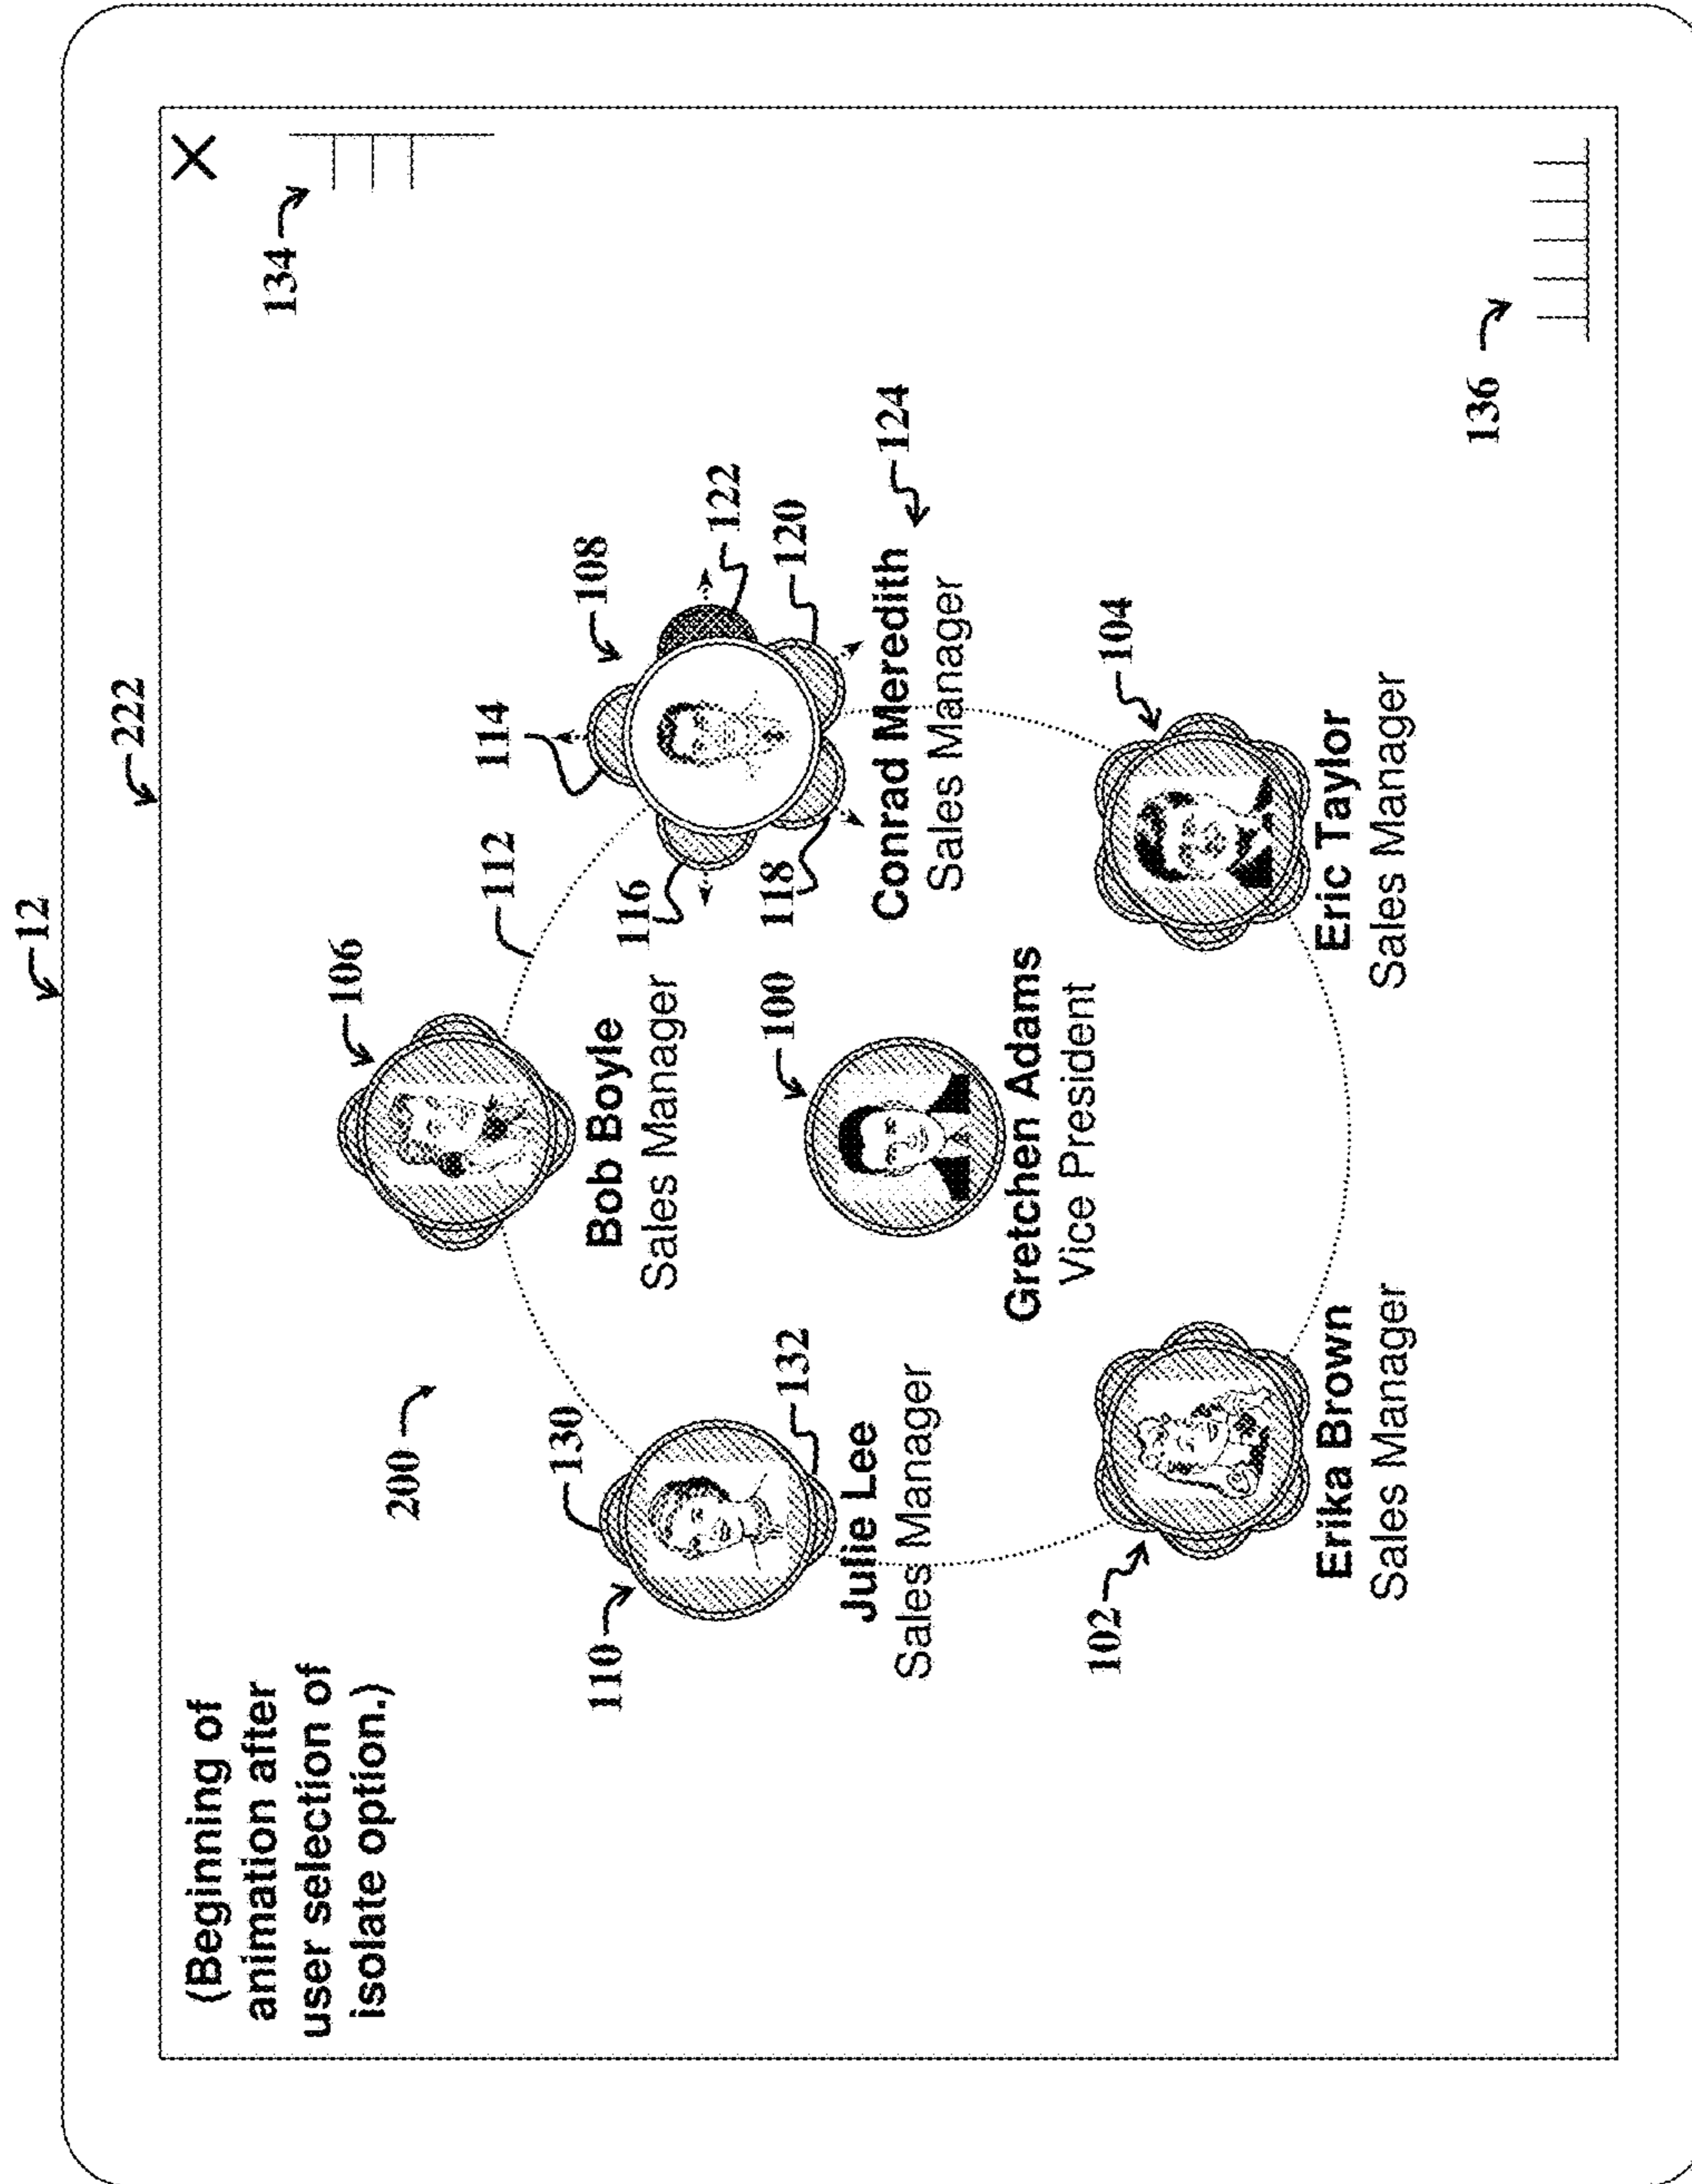 12
222
(Beginning of
animation after
user selection of
isolate option.)
X
134
200
106
112
114
108
Bob Boyle
Sales Manager
116
118
122
120
110
130
132
Julie Lee
Sales Manager
100
Gretchen Adams
Vice President
Conrad Meredith
Sales Manager
124
102
Erika Brown
Sales Manager
104
Eric Taylor
Sales Manager
136